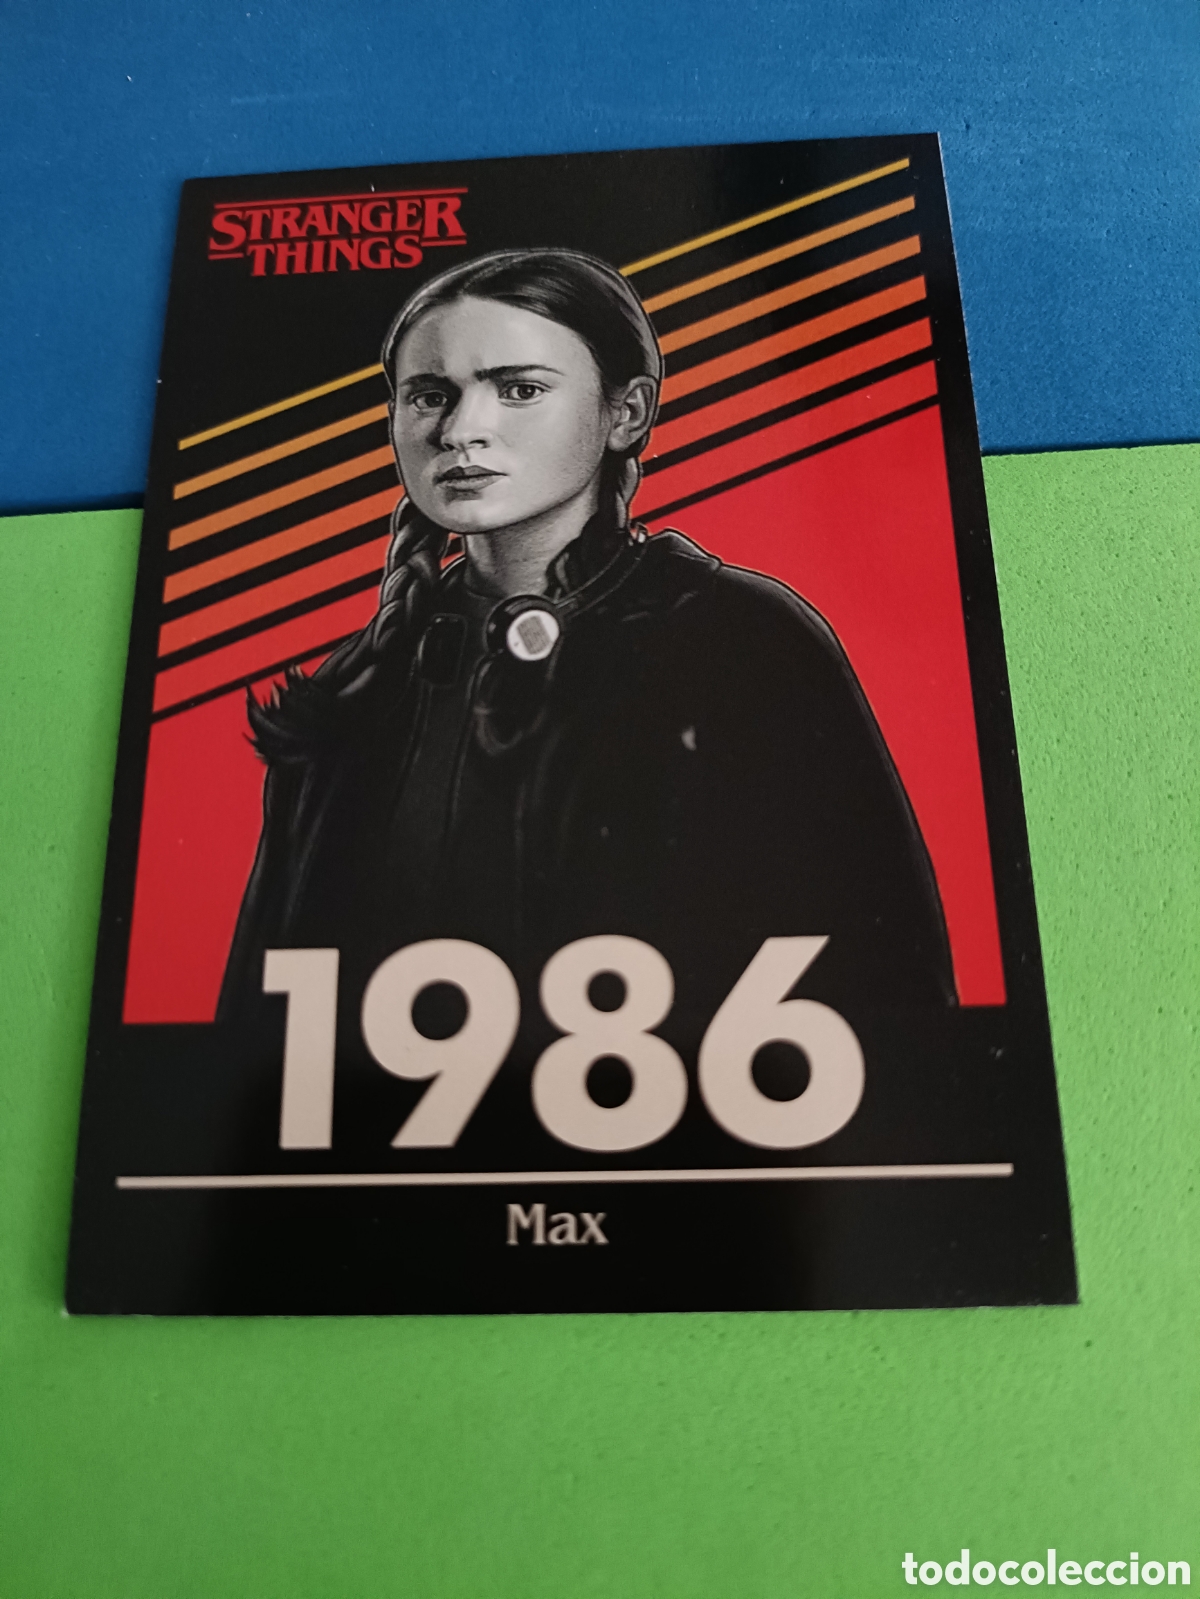 STRANGER
THINGS
1986
Max
todocoleccion